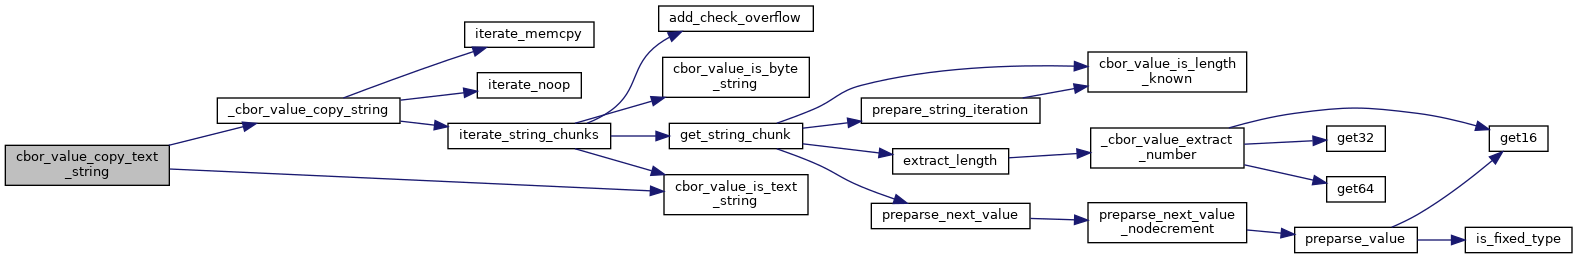 add_check_overflow
iterate_memcpy
cbor_value_is_byte
_string
cbor_value_is_length
_known
iterate_noop
_cbor_value_copy_string
prepare_string_iteration
iterate_string_chunks
get_string_chunk
_cbor_value_extract
_number
get32
get16
cbor_value_copy_text
_string
extract_length
cbor_value_is_text
_string
get64
preparse_next_value
preparse_next_value
_nodecrement
preparse_value
is_fixed_type